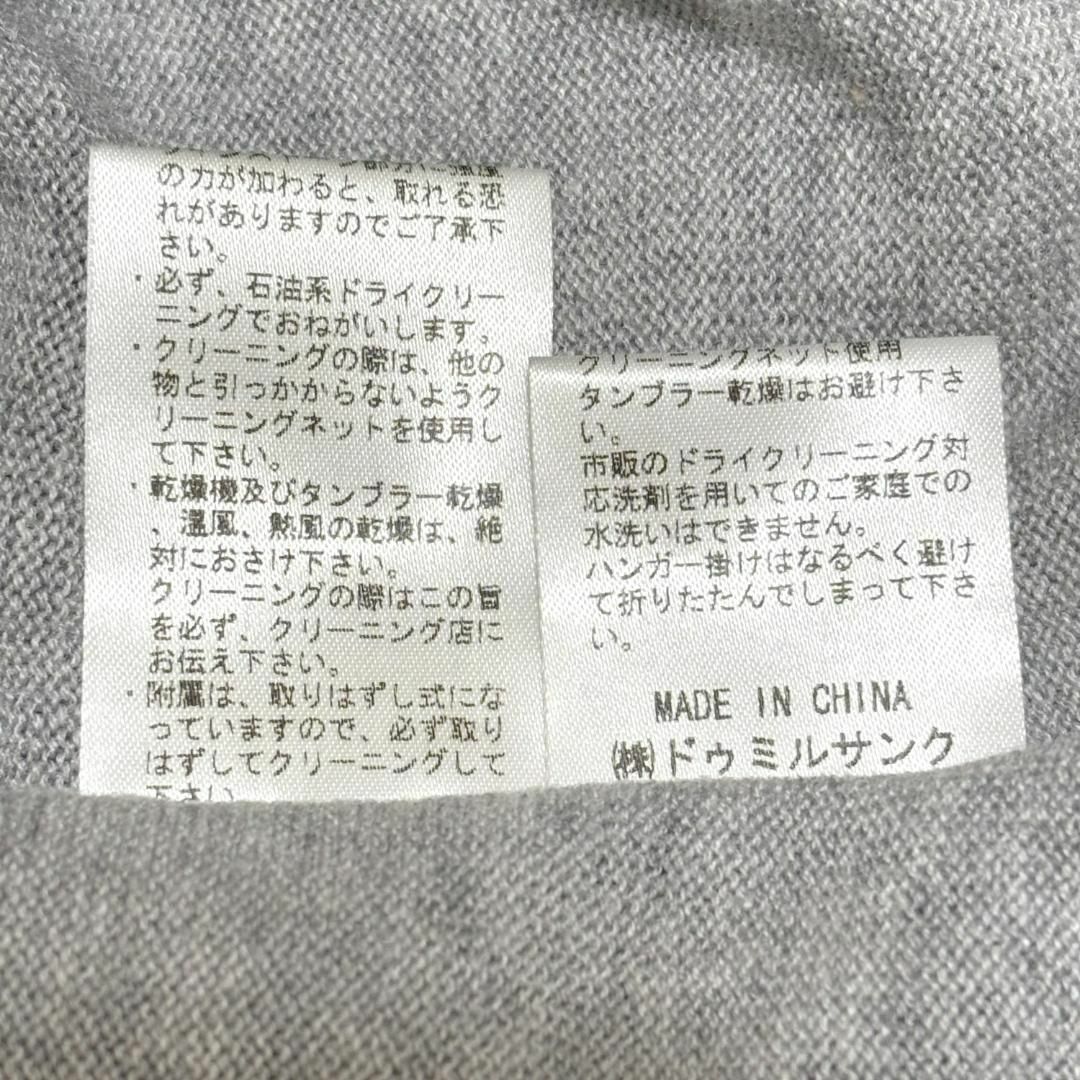 の力が加わると、取れる恐
れがありますのでご了承下
さい。
・必ず、石油系ドライクリー
ニングでおねがいします。
・クリーニングの際は、他の
物と引っかからないようク
リーニングネットを使用し
て下さい。
・乾燥機及びタンブラー乾燥
、温風、熱風の乾燥は、絶
対におさけ下さい。
クリーニングの際はこの旨
を必ず、クリーニング店に
お伝え下さい。
・附属は、取りはずし式にな
っていますので、必ず取り
はずしてクリーニングして
下さい
クリーニングネット使用
タンブラー乾燥はお避け下さ
い。
市販のドライクリーニング対
応洗剤を用いてのご家庭での
水洗いはできません。
ハンガー掛けはなるべく避け
て折りたたんでしまって下さ
い。
MADE IN CHINA
(株)ドゥミルサンク